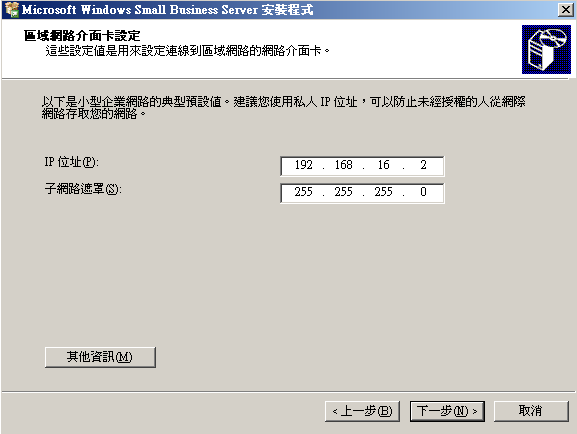 Microsoft Windows Small Business Server 安裝程式
區域網路介面卡設定
這些設定值是用來設定連線到區域網路的網路介面卡。
以下是小型企業網路的典型預設值。建議您使用私人 IP 位址，可以防止未經授權的人從網際
網路存取您的網路。
IP 位址(P):
192 . 168 . 16 . 2
子網路遮罩(S):
255 . 255 . 255 . 0
其他資訊(M)
<上一步(B)
下一步(N) >
取消